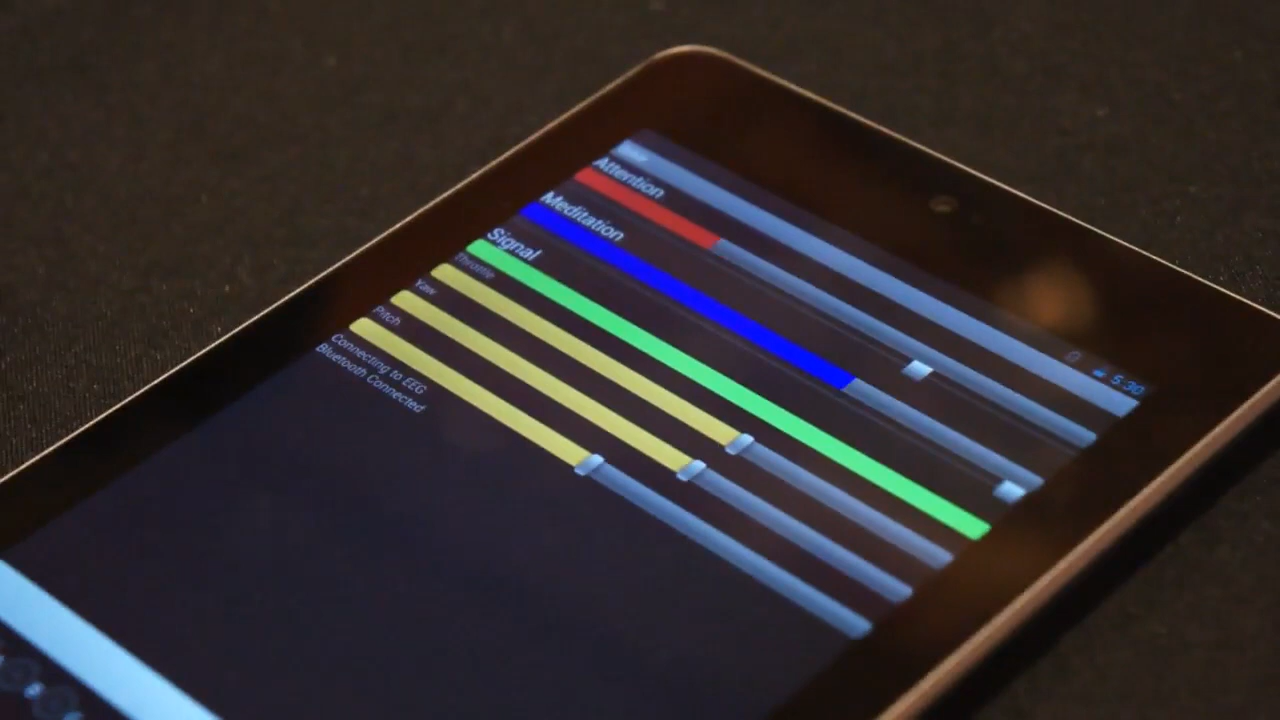 5:30
Attention
Meditation
Signal
Throttle
Yaw
Pitch
Connecting to EEG
Bluetooth Connected